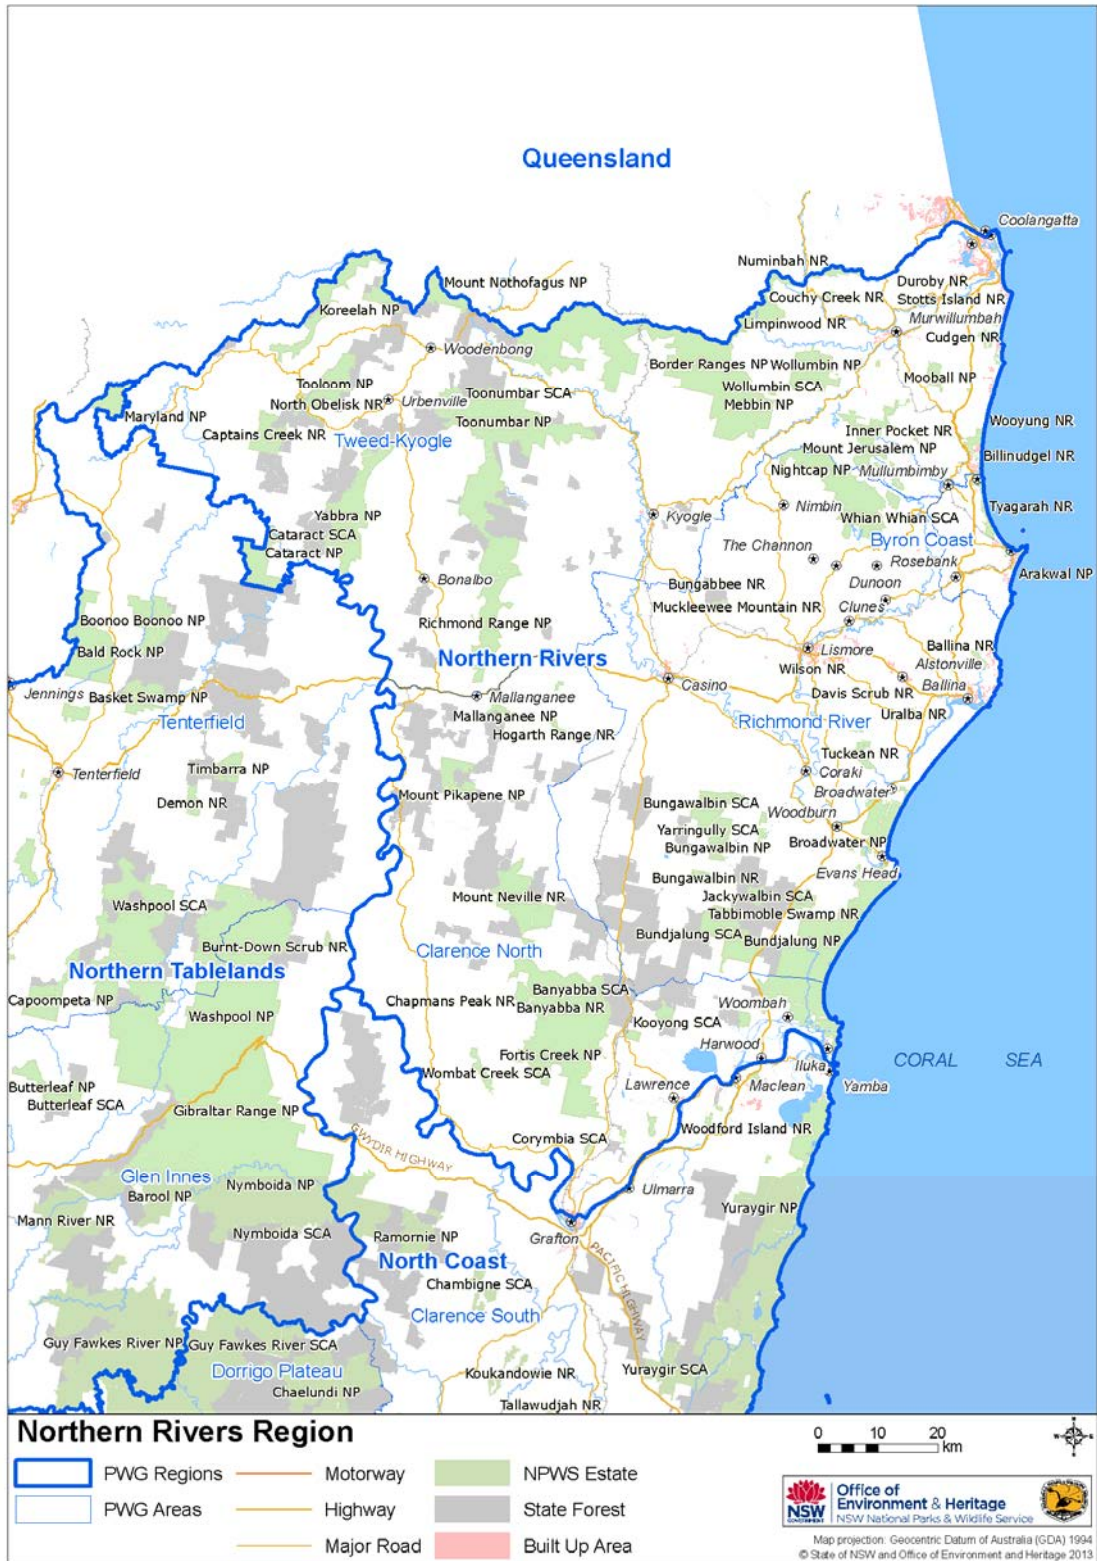 Queensland
Coolangatta
Numinbah NR
Duroby NR
Mount Nothofagus NP
Couchy Creek NR
Stotts Island NR
Koreelah NP
Murwillumbah
Limpinwood NR
Cudgen NR
Woodenbong
Border Ranges NP
Wollumbin NP
Mooball NP
Tooloom NP
Toonumbar SCA
Wollumbin SCA
North Obelisk NR
Urbenville
Mebbin NP
Maryland NP
Toonumbar NP
Wooyung NR
Captains Creek NR
Tweed-Kyogle
Inner Pocket NR
Mount Jerusalem NP
Billinudgel NR
Nightcap NP
Mullumbimby
Yabbra NP
Kyogle
Nimbin
Tyagarah NR
Whian Whian SCA
Cataract SCA
Byron Coast
Cataract NP
The Channon
Rosebank
Arakwal NP
Bonalbo
Bungabbee NR
Dunoon
Muckleewee Mountain NR
Clunes
Boonoo Boonoo NP
Richmond Range NP
Bald Rock NP
Northern Rivers
Lismore
Ballina NR
Wilson NR
Alstonville
Jennings
Basket Swamp NP
Mallanganee
Casino
Davis Scrub NR
Ballina
Tenterfield
Mallanganee NP
Richmond River
Uralba NR
Hogarth Range NR
Tuckean NR
Tenterfield
Timbarra NP
Coraki
Demon NR
Mount Pikapene NP
Bungawalbin SCA
Broadwater
Woodburn
Yarringully SCA
Bungawalbin NP
Broadwater NP
Evans Head
Bungawalbin NR
Washpool SCA
Mount Neville NR
Jackywalbin SCA
Tabbimoble Swamp NR
Burnt-Down Scrub NR
Clarence North
Bundjalung SCA
Bundjalung NP
Northern Tablelands
Banyabba SCA
Capoompeta NP
Chapmans Peak NR
Banyabba NR
Woombah
Washpool NP
Kooyong SCA
Harwood
Fortis Creek NP
Iluka
CORAL SEA
Wombat Creek SCA
Lawrence
Maclean
Yamba
Butterleaf NP
Butterleaf SCA
Gibraltar Range NP
Woodford Island NR
GWYDIR HIGHWAY
Corymbia SCA
Glen Innes
Nymboida NP
Ulmarra
Barool NP
Yuraygir NP
Mann River NR
Nymboida SCA
Ramornie NP
Grafton
North Coast
PACIFIC HIGHWAY
Chambigne SCA
Clarence South
Guy Fawkes River NP
Guy Fawkes River SCA
Dorrigo Plateau
Koukandowie NR
Yuraygir SCA
Chaelundi NP
Tallawudjah NR
Northern Rivers Region
0 10 20
km
N
W E
S
PWG Regions
Motorway
NPWS Estate
PWG Areas
Highway
State Forest
Major Road
Built Up Area
NSW
GOVERNMENT
Office of
Environment & Heritage
NSW National Parks & Wildlife Service
Map projection: Geocentric Datum of Australia (GDA) 1994
© State of NSW and Office of Environment and Heritage 2013